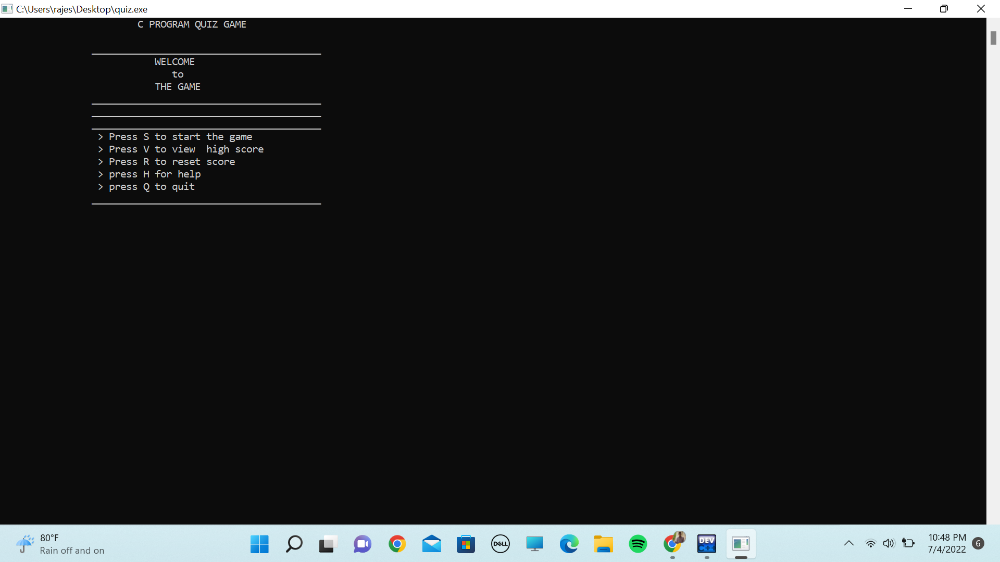 C:\Users\rajes\Desktop\quiz.exe
C PROGRAM QUIZ GAME
WELCOME
to
THE GAME
> Press S to start the game
> Press V to view  high score
> Press R to reset score
> press H for help
> press Q to quit
80°F
Rain off and on
DELL
DEV
C++
10:48 PM
7/4/2022
6